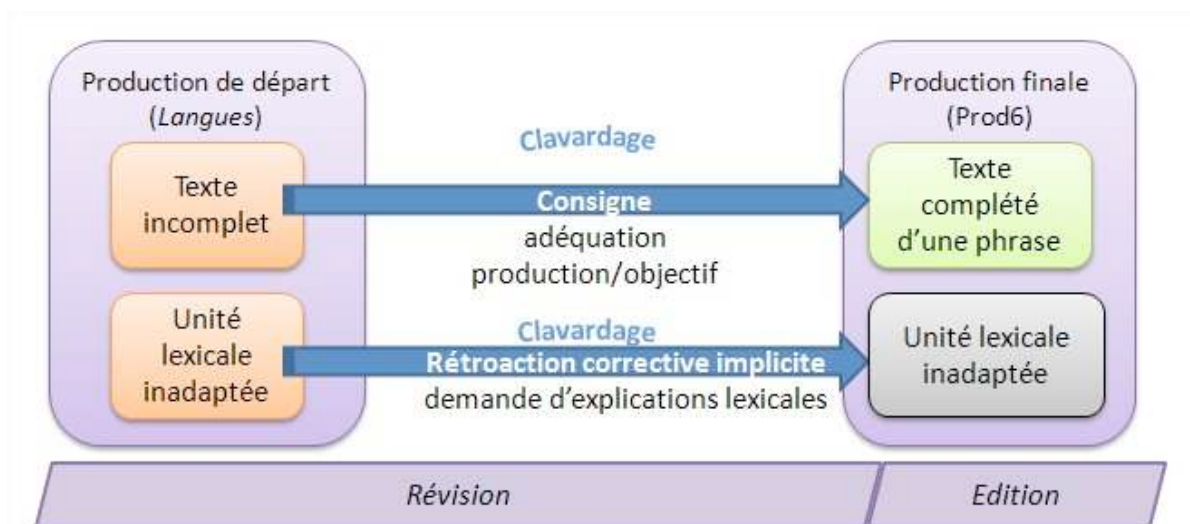 Production de départ
(Langues)
Texte
incomplet
Unité
lexicale
inadaptée
Clavardage
Consigne
adéquation
production/objectif
Clavardage
Rétroaction corrective implicite
demande d'explications lexicales
Production finale
(Prod6)
Texte
complété
d'une phrase
Unité lexicale
inadaptée
Révision
Edition